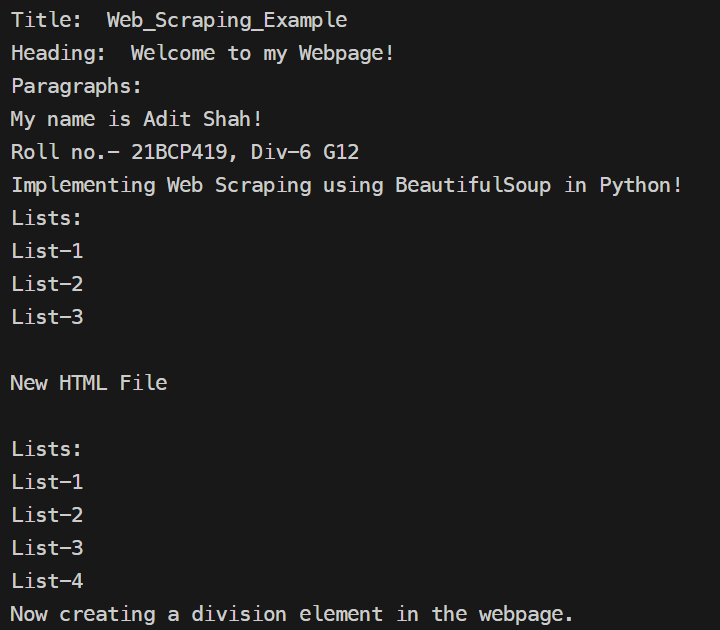 Title:  Web_Scraping_Example
Heading:  Welcome to my Webpage!
Paragraphs:
My name is Adit Shah!
Roll no.- 21BCP419, Div-6 G12
Implementing Web Scraping using BeautifulSoup in Python!
Lists:
List-1
List-2
List-3
New HTML File
Lists:
List-1
List-2
List-3
List-4
Now creating a division element in the webpage.